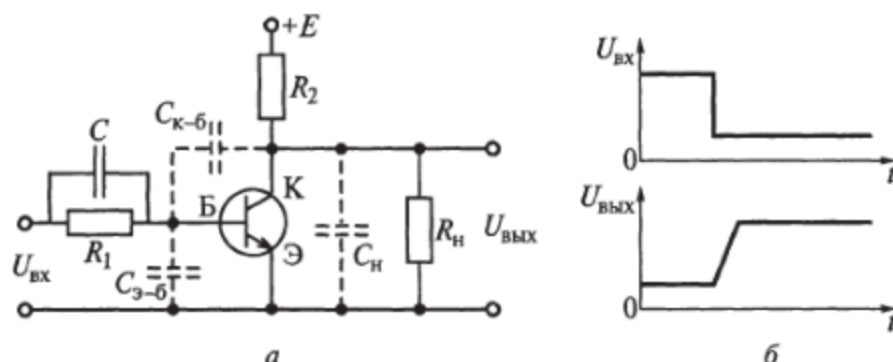 +E
R₂
C
Cк–б
К
Б
R₁
Э
Rн
Uвых
Uвх
Cэ–б
Cн
а
Uвх
0
t
Uвых
0
t
б